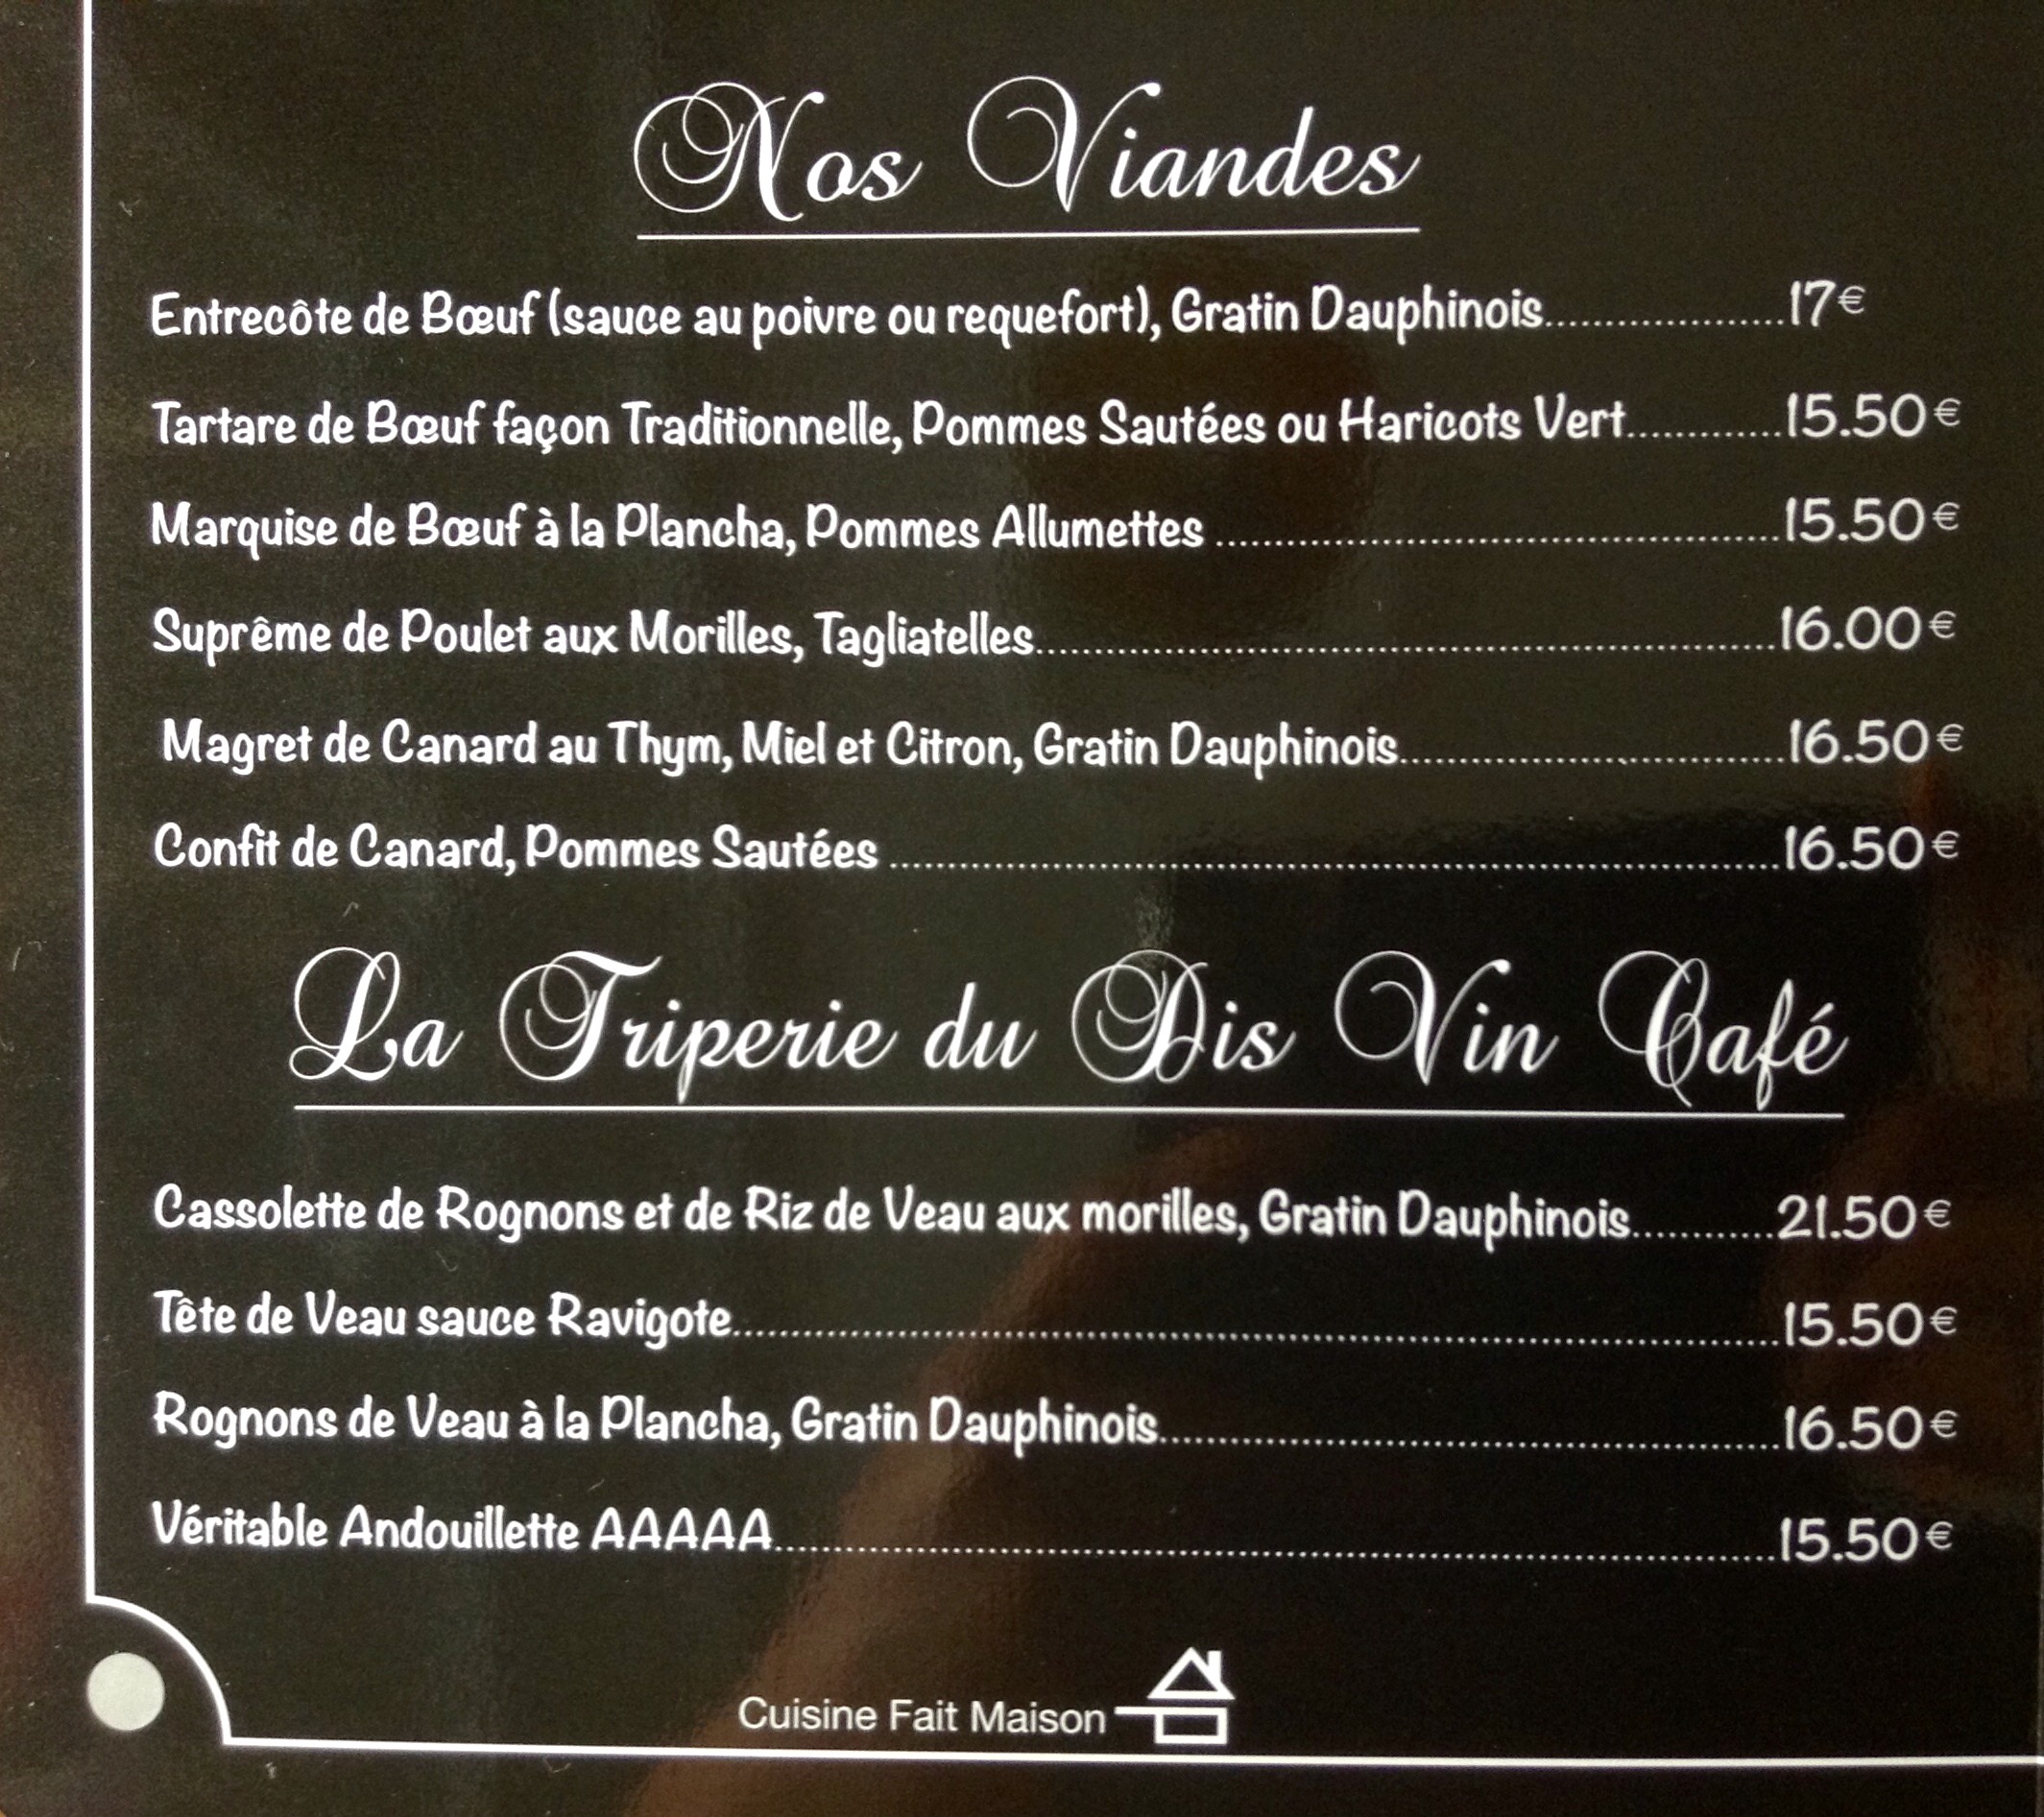 Nos Viandes
Entrecôte de Bœuf (sauce au poivre ou requefort), Gratin Dauphinois....................17€
Tartare de Bœuf façon Traditionnelle, Pommes Sautées ou Haricots Vert.............15.50€
Marquise de Bœuf à la Plancha, Pommes Allumettes ................................................15.50€
Suprême de Poulet aux Morilles, Tagliatelles...............................................................16.00€
Magret de Canard au Thym, Miel et Citron, Gratin Dauphinois.................................16.50€
Confit de Canard, Pommes Sautées ............................................................................16.50€
La Triperie du Dis Vin Café
Cassolette de Rognons et de Riz de Veau aux morilles, Gratin Dauphinois............21.50€
Tête de Veau sauce Ravigote.........................................................................................15.50€
Rognons de Veau à la Plancha, Gratin Dauphinois.....................................................16.50€
Véritable Andouillette AAAAA.....................................................................................15.50€
Cuisine Fait Maison